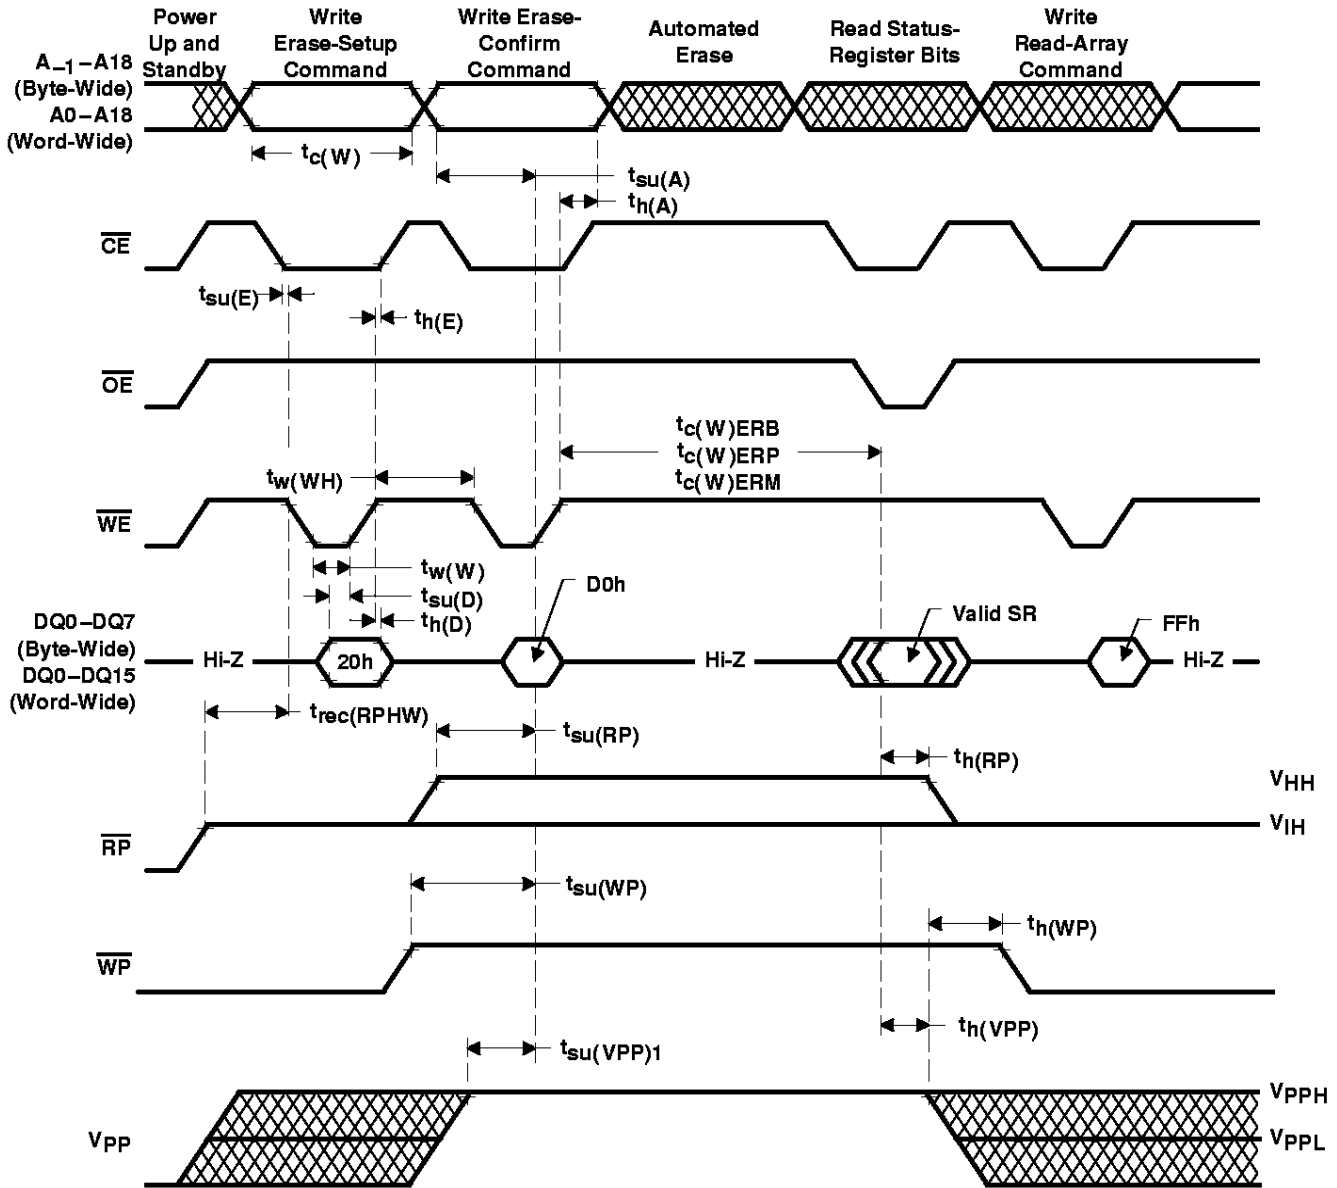 Power Up and Standby
Write Erase-Setup Command
Write Erase-Confirm Command
Automated Erase
Read Status-Register Bits
Write Read-Array Command
A–1–A18
(Byte-Wide)
A0–A18
(Word-Wide)
tc(W)
tsu(A)
th(A)
CE
tsu(E)
th(E)
OE
tc(W)ERB
tc(W)ERP
tc(W)ERM
tw(WH)
WE
tw(W)
tsu(D)
th(D)
D0h
Valid SR
FFh
DQ0–DQ7
(Byte-Wide)
DQ0–DQ15
(Word-Wide)
Hi-Z
20h
Hi-Z
Hi-Z
trec(RPHW)
tsu(RP)
th(RP)
VHH
VIH
RP
tsu(WP)
th(WP)
WP
th(VPP)
tsu(VPP)1
VPPH
VPP
VPPL